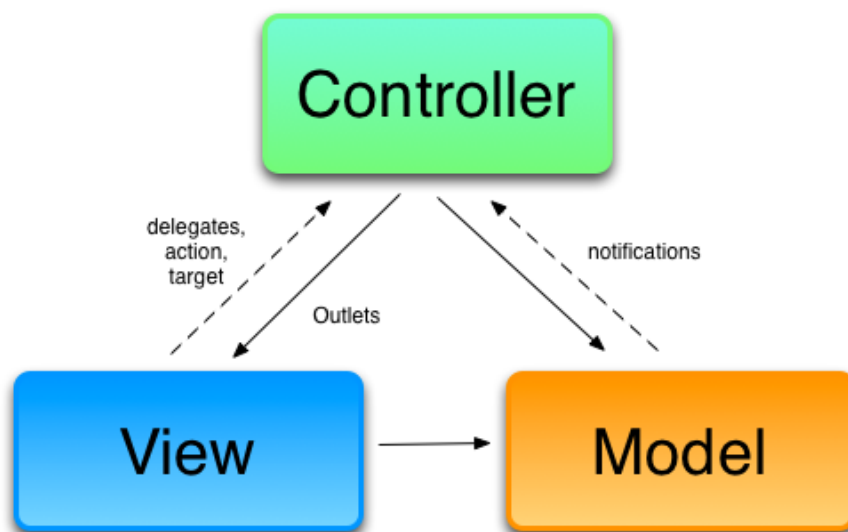 Controller
delegates,
action,
target
notifications
Outlets
View
Model